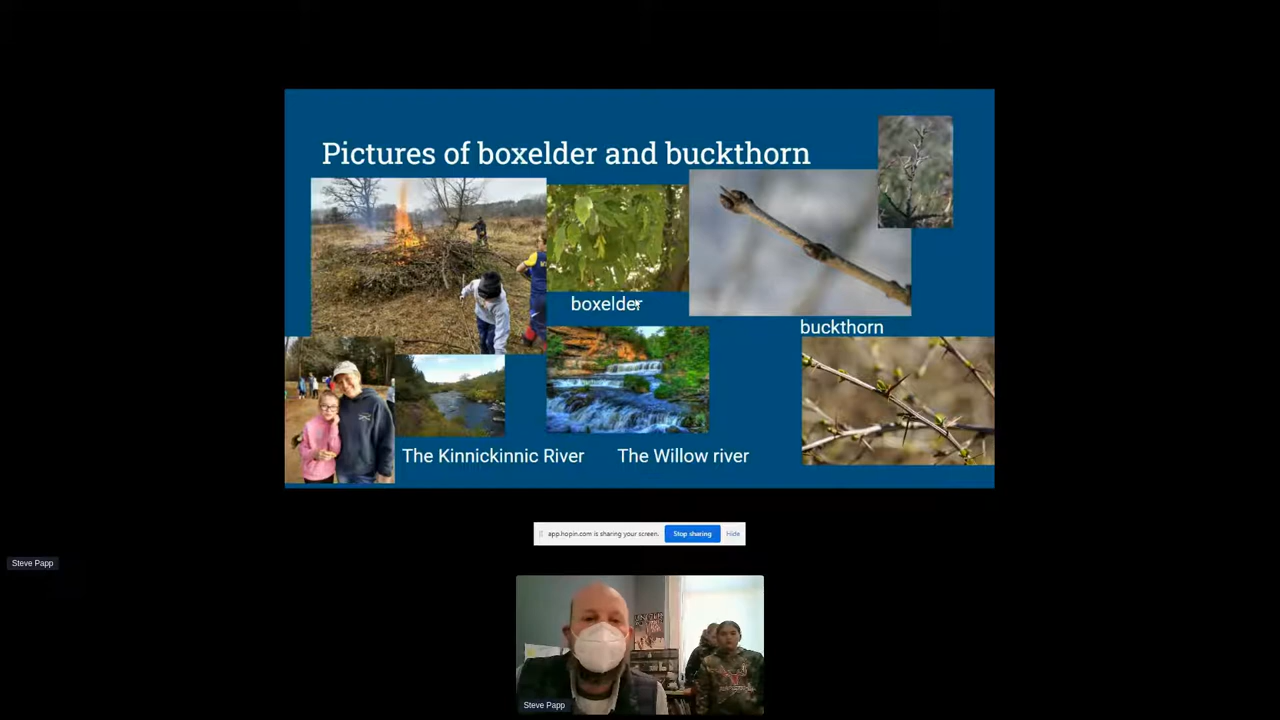 Pictures of boxelder and buckthorn
boxelder
buckthorn
The Kinnickinnic River
The Willow river
app.hopin.com is sharing your screen.
Stop sharing
Hide
Steve Papp
Steve Papp